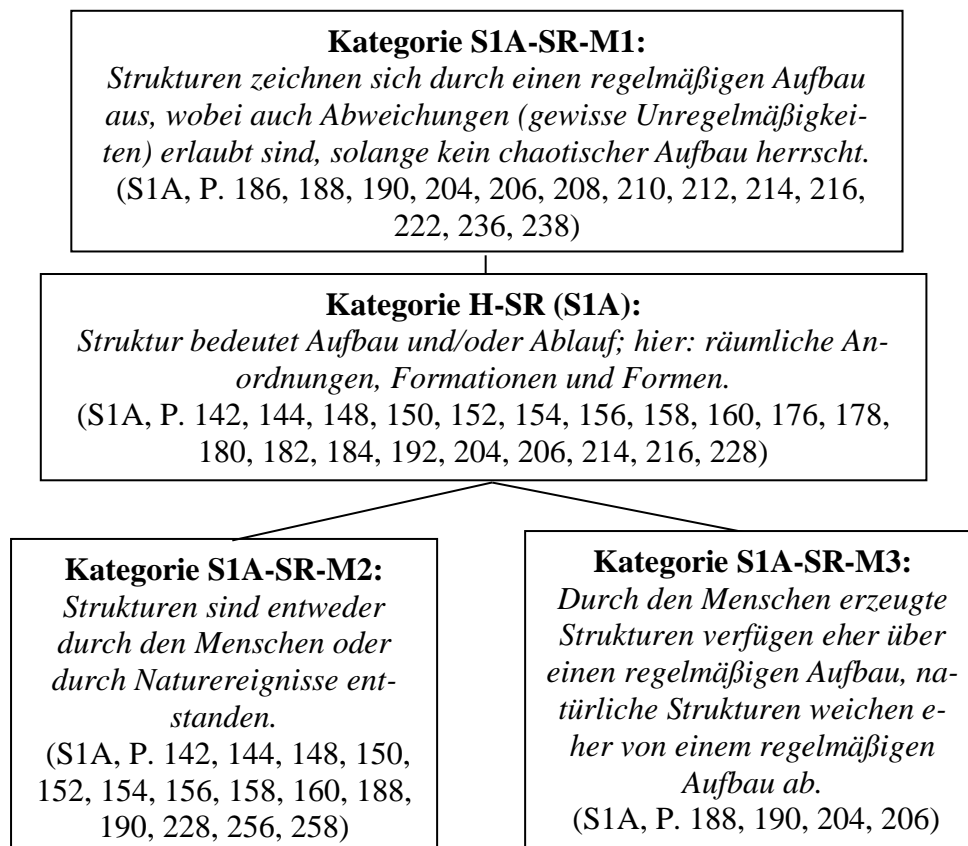 Kategorie S1A-SR-M1:
Strukturen zeichnen sich durch einen regelmäßigen Aufbau
aus, wobei auch Abweichungen (gewisse Unregelmäßigkei-
ten) erlaubt sind, solange kein chaotischer Aufbau herrscht.
(S1A, P. 186, 188, 190, 204, 206, 208, 210, 212, 214, 216,
222, 236, 238)
Kategorie H-SR (S1A):
Struktur bedeutet Aufbau und/oder Ablauf; hier: räumliche An-
ordnungen, Formationen und Formen.
(S1A, P. 142, 144, 148, 150, 152, 154, 156, 158, 160, 176, 178,
180, 182, 184, 192, 204, 206, 214, 216, 228)
Kategorie S1A-SR-M2:
Strukturen sind entweder
durch den Menschen oder
durch Naturereignisse ent-
standen.
(S1A, P. 142, 144, 148, 150,
152, 154, 156, 158, 160, 188,
190, 228, 256, 258)
Kategorie S1A-SR-M3:
Durch den Menschen erzeugte
Strukturen verfügen eher über
einen regelmäßigen Aufbau, na-
türliche Strukturen weichen e-
her von einem regelmäßigen
Aufbau ab.
(S1A, P. 188, 190, 204, 206)